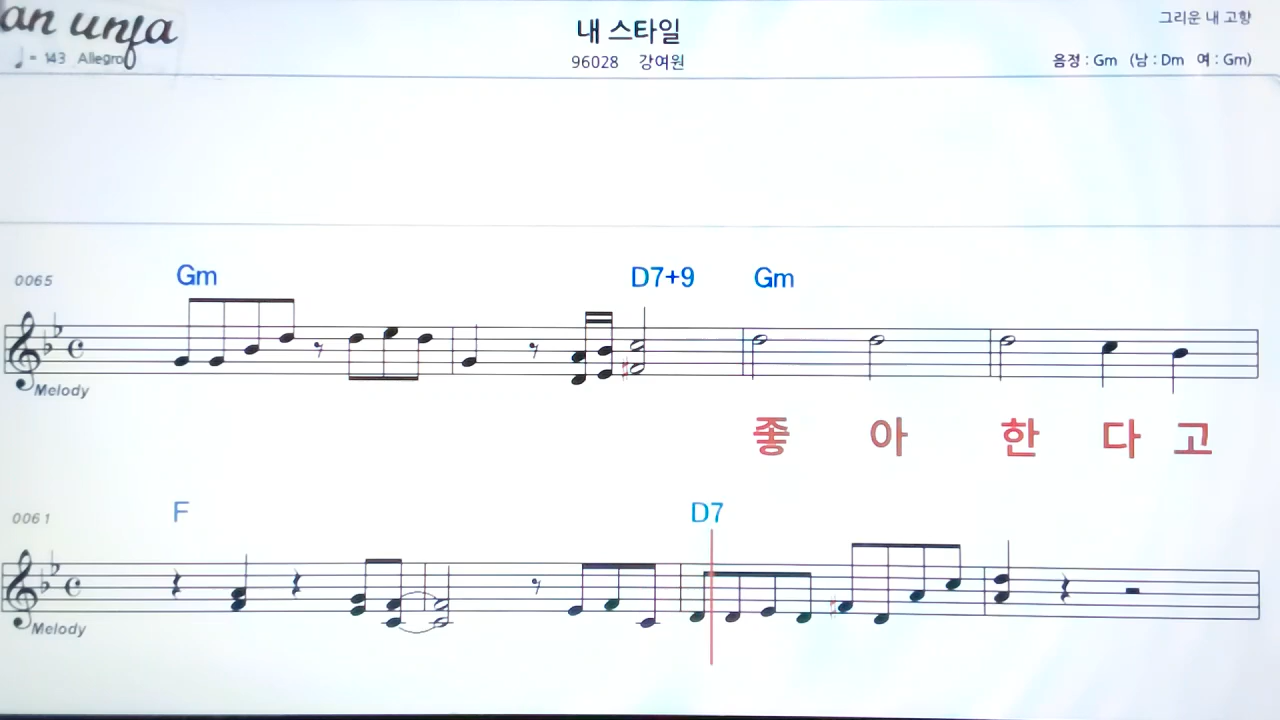 an unja
♩= 143 Allegro
내 스타일
96028 강여원
그리운 내 고향
음정 : Gm (남 : Dm 여 : Gm)
0065 Gm D7+9 Gm
Melody
좋 아 한 다 고
0061 F D7
Melody